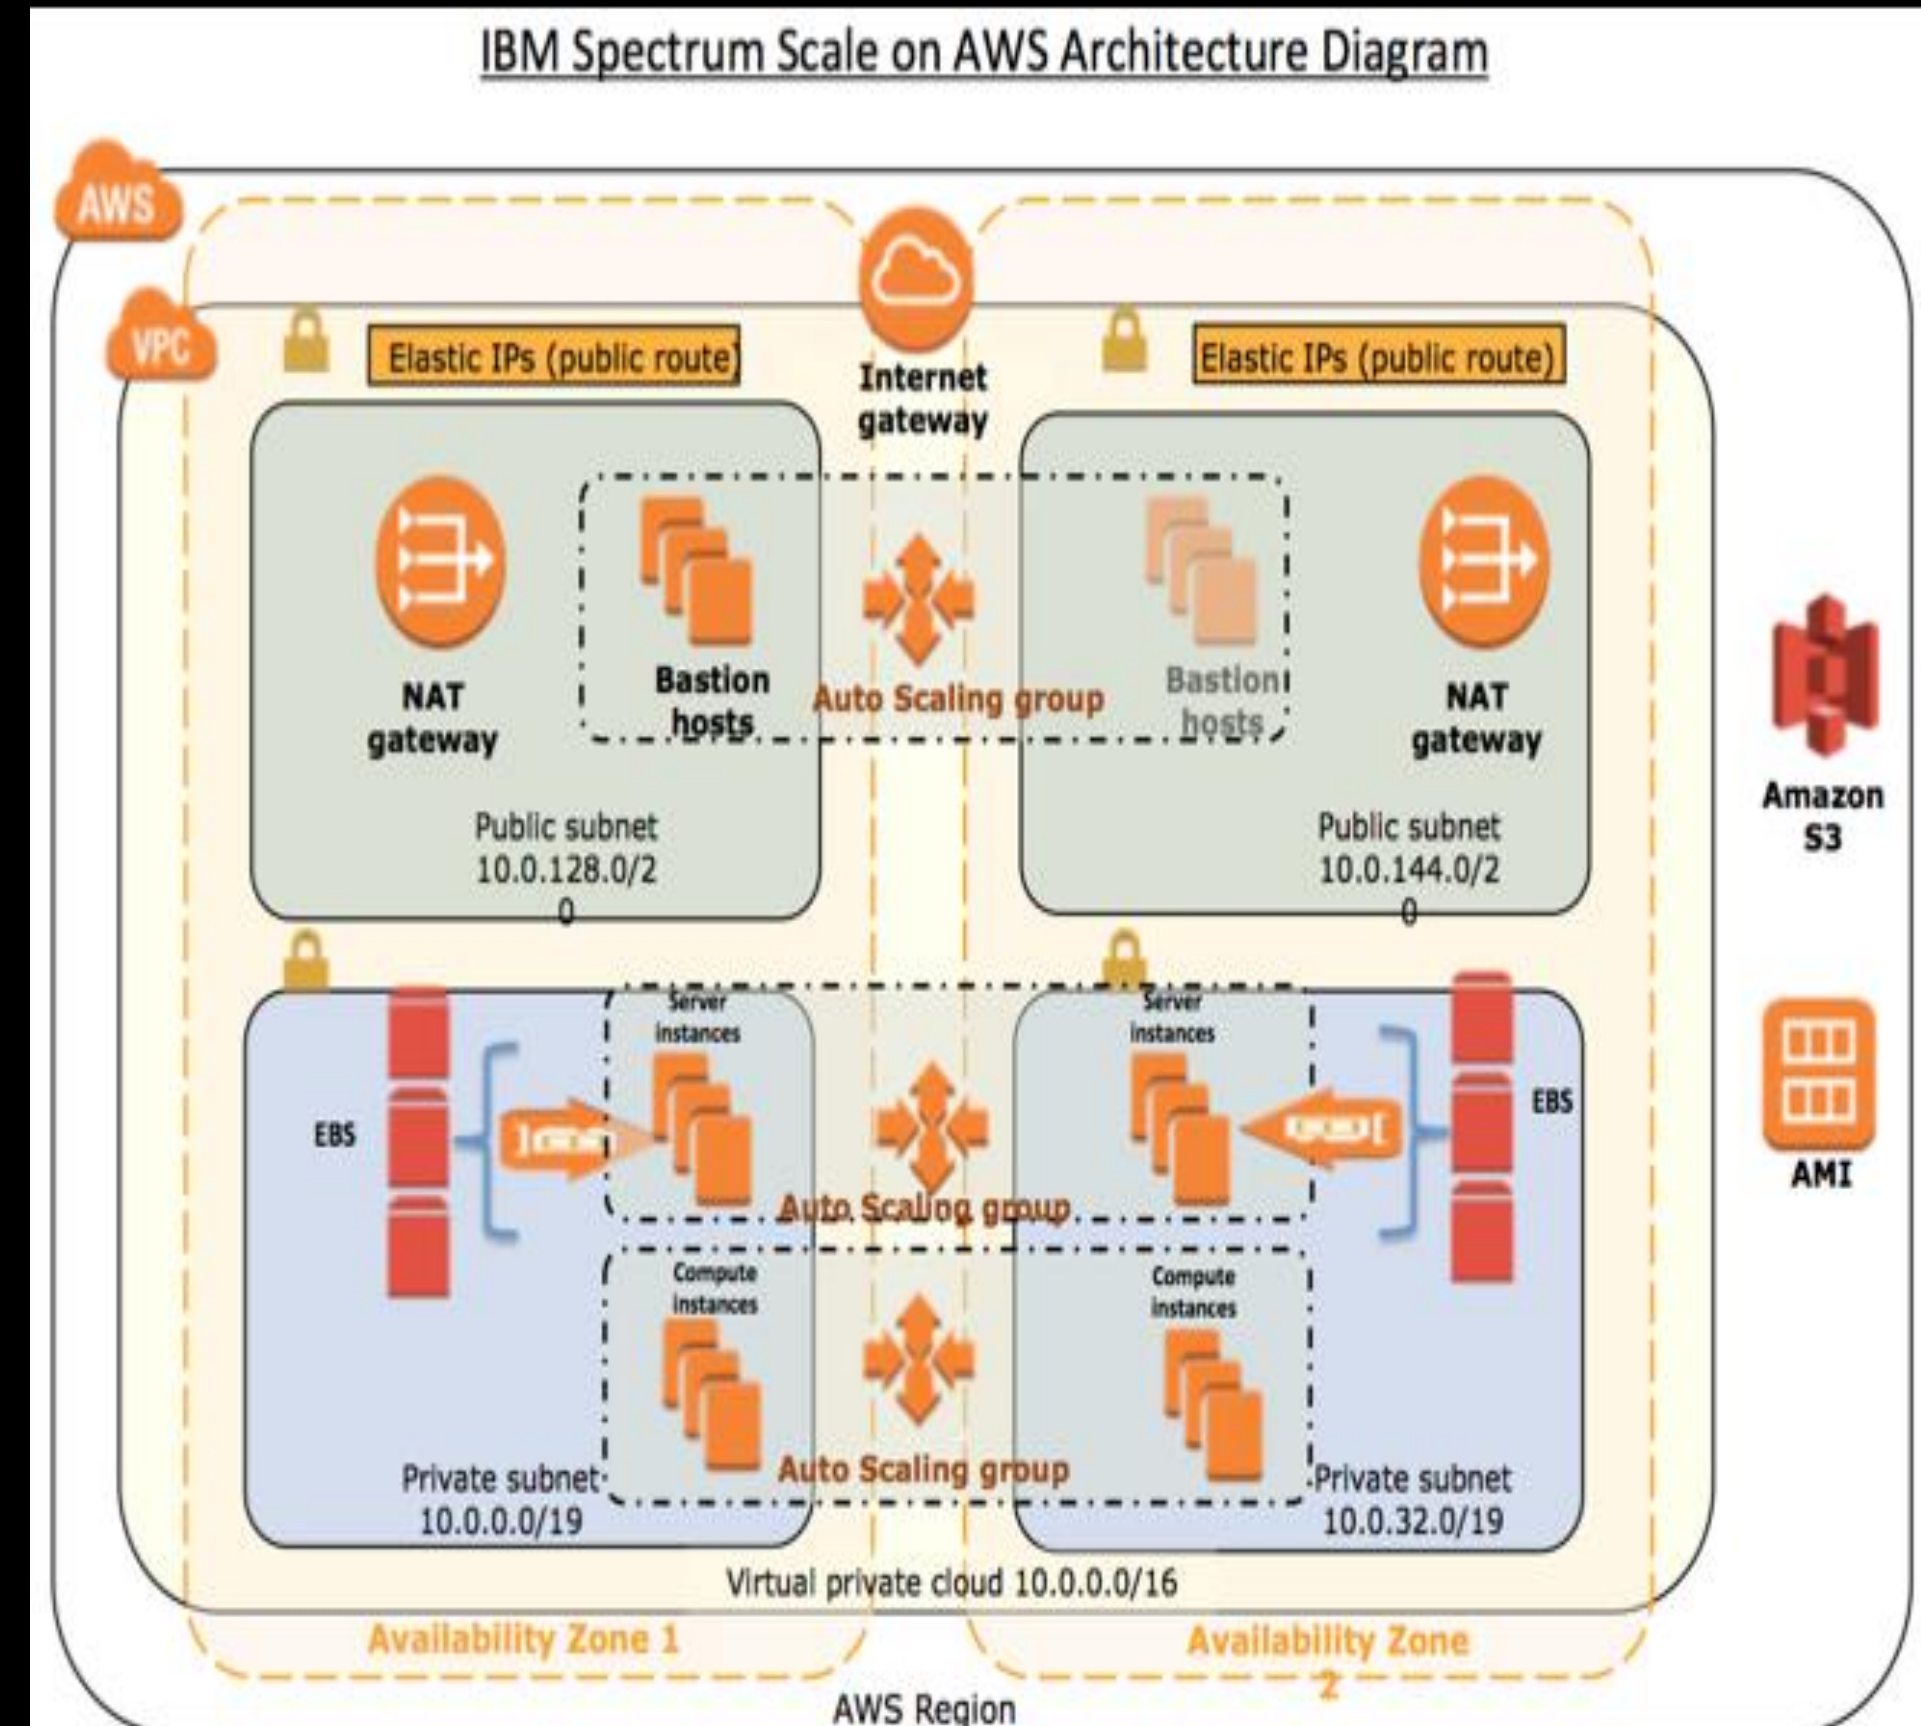 IBM Spectrum Scale on AWS Architecture Diagram
AWS
VPC
Elastic IPs (public route)
Internet
gateway
Elastic IPs (public route)
NAT
gateway
Bastion
hosts
Auto Scaling group
Bastion
hosts
NAT
gateway
Public subnet
10.0.128.0/2
0
Public subnet
10.0.144.0/2
0
Amazon
S3
EBS
Server
instances
Auto Scaling group
Server
instances
EBS
AMI
Compute
instances
Auto Scaling group
Compute
instances
Private subnet
10.0.0.0/19
Private subnet
10.0.32.0/19
Virtual private cloud 10.0.0.0/16
Availability Zone 1
Availability Zone
2
AWS Region